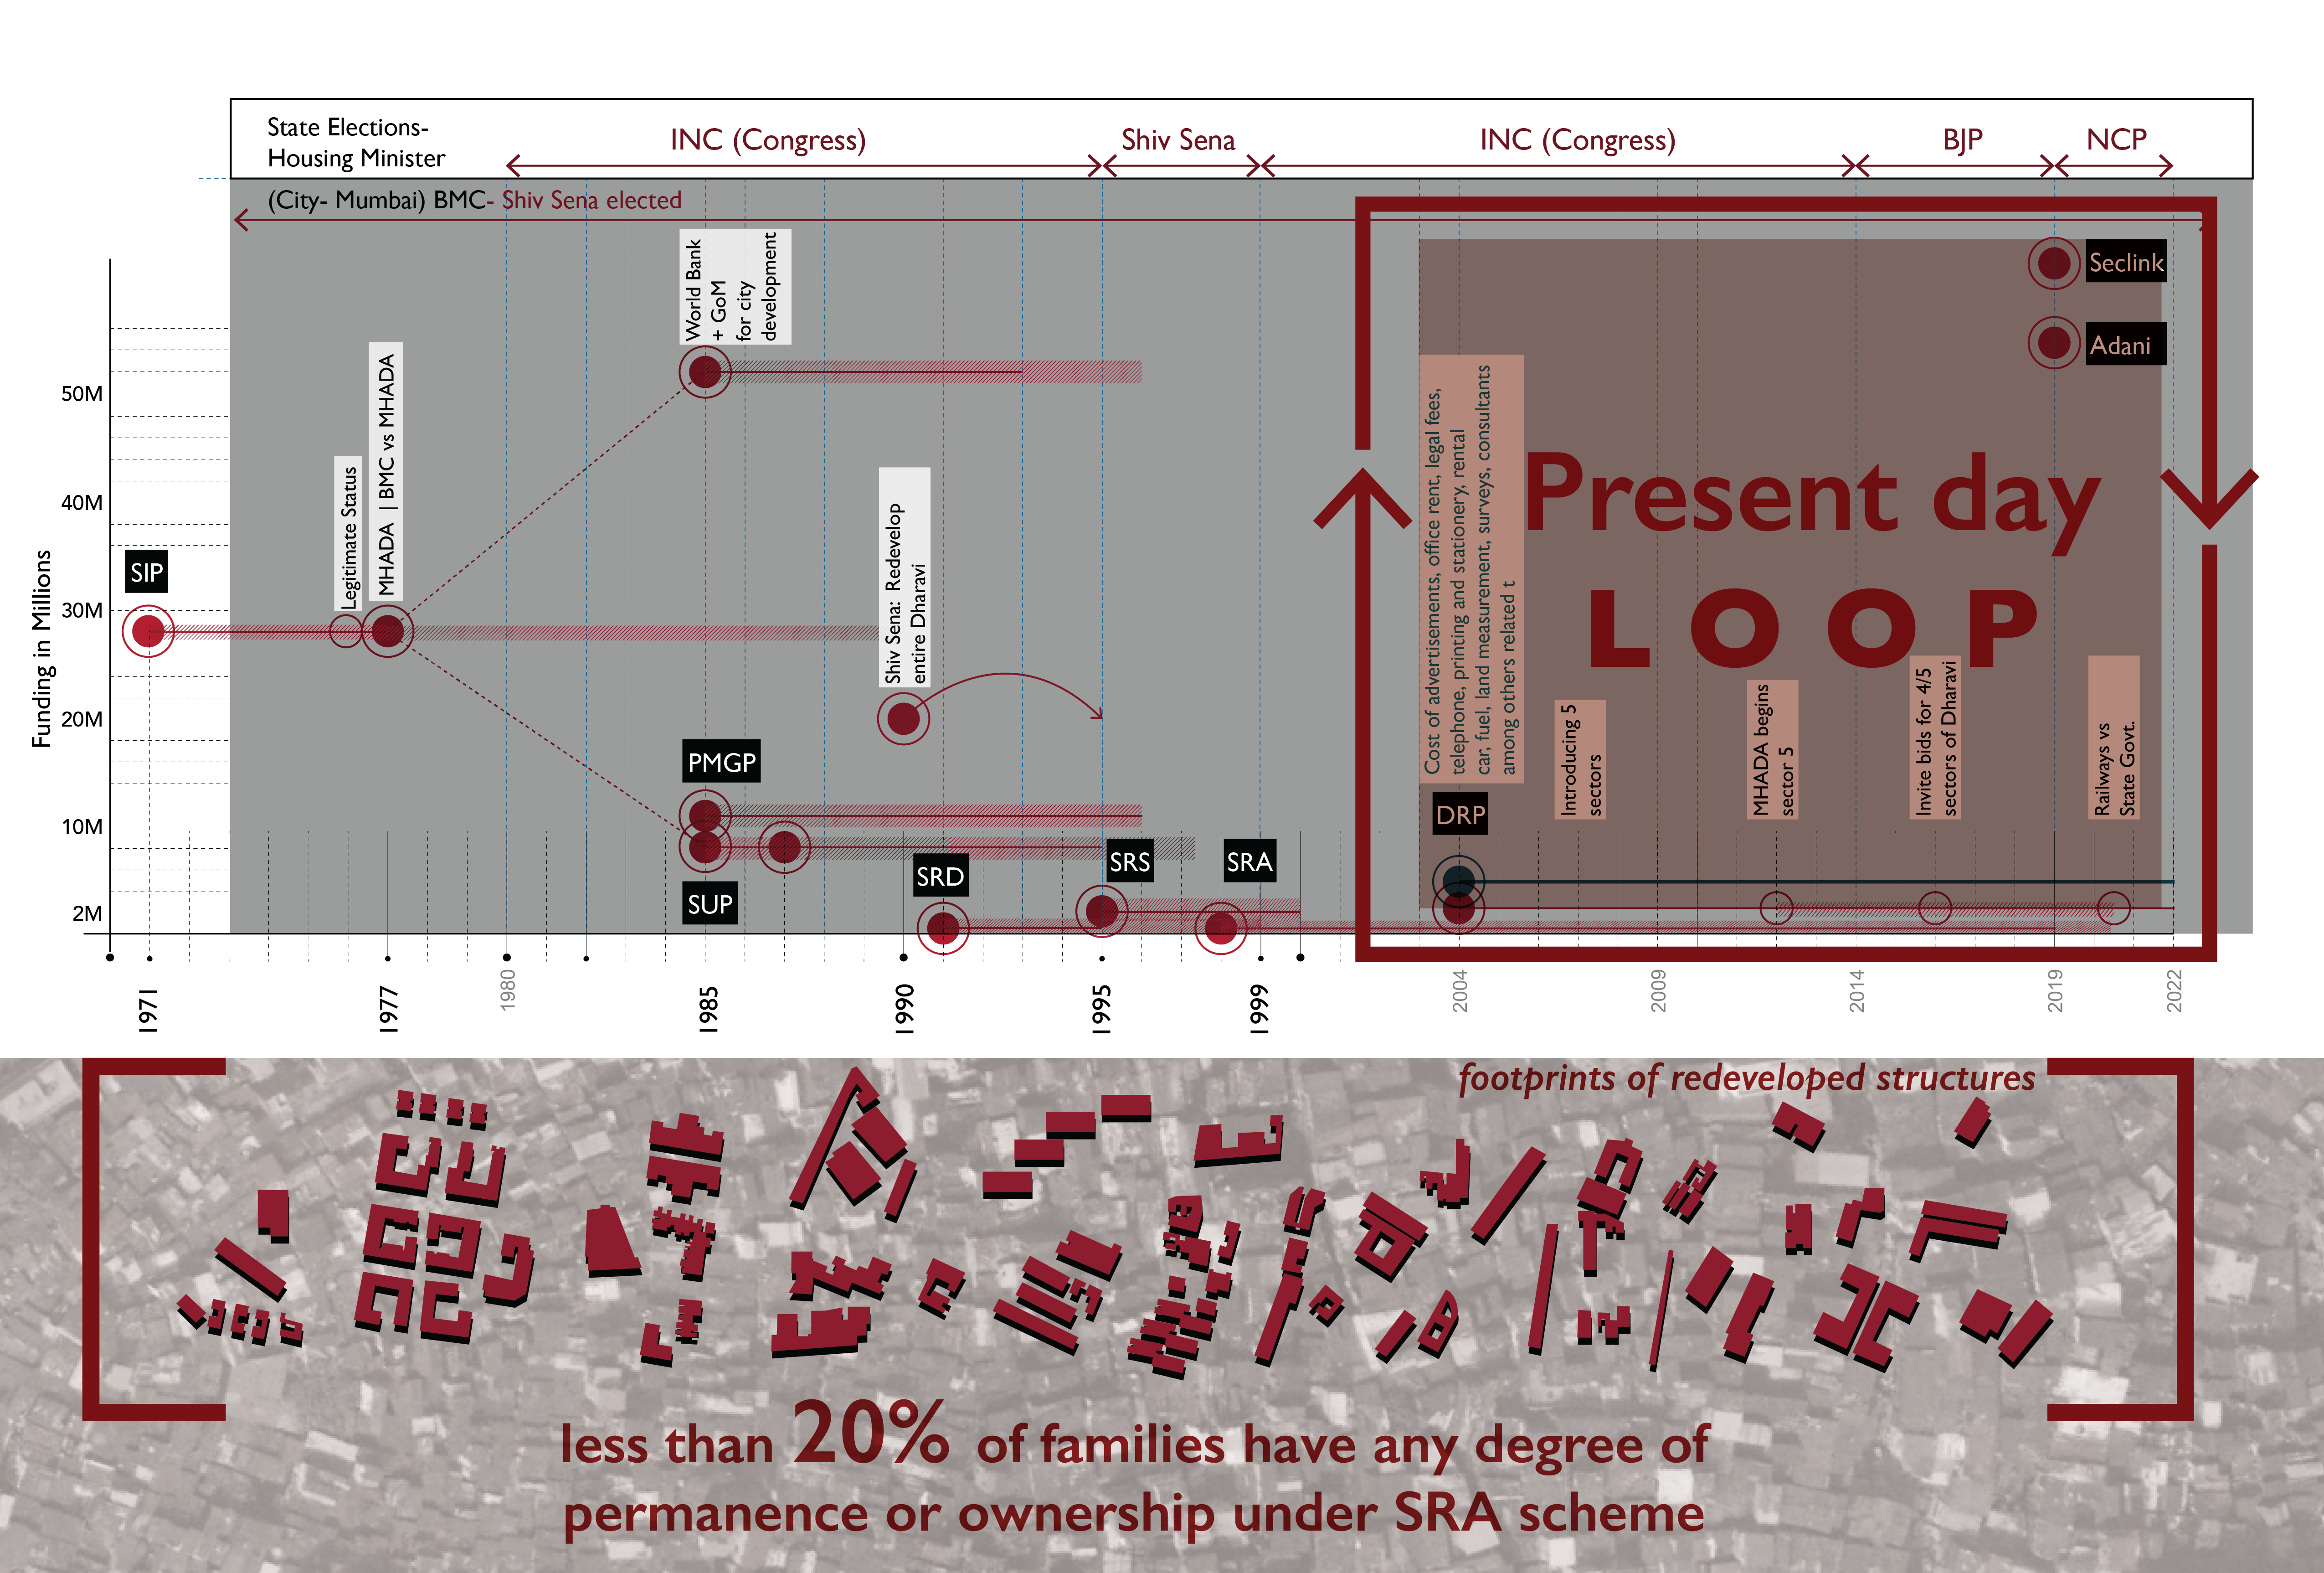 State Elections-
Housing Minister
INC (Congress)
Shiv Sena
INC (Congress)
BJP
NCP
(City- Mumbai) BMC- Shiv Sena elected
Funding in Millions
50M
40M
30M
20M
10M
2M
SIP
Legitimate Status
MHADA | BMC vs MHADA
World Bank
+ GoM
for city
development
Shiv Sena: Redevelop
entire Dharavi
PMGP
SUP
SRD
SRS
SRA
Cost of advertisements, office rent, legal fees,
telephone, printing and stationery, rental
car, fuel, land measurement, surveys, consultants
among others related t
DRP
Seclink
Adani
Present day
LOOP
Introducing 5
sectors
MHADA begins
sector 5
Invite bids for 4/5
sectors of Dharavi
Railways vs
State Govt.
1971
1977
1980
1985
1990
1995
1999
2004
2009
2014
2019
2022
footprints of redeveloped structures
less than 20% of families have any degree of
permanence or ownership under SRA scheme